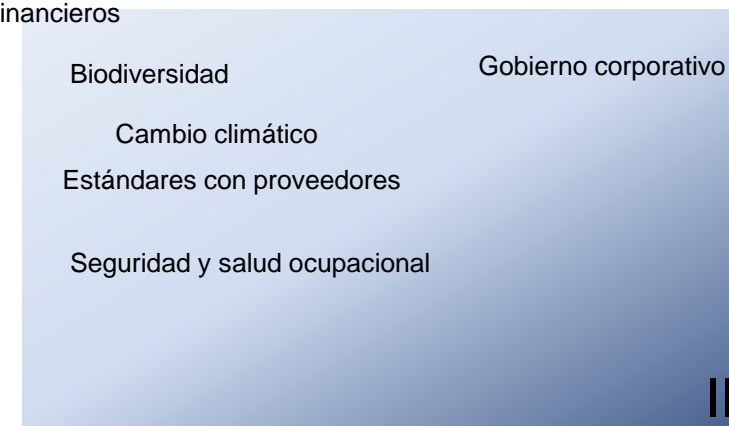 inancieros
Gobierno corporativo
Biodiversidad
Cambio climático
Estándares con proveedores
Seguridad y salud ocupacional